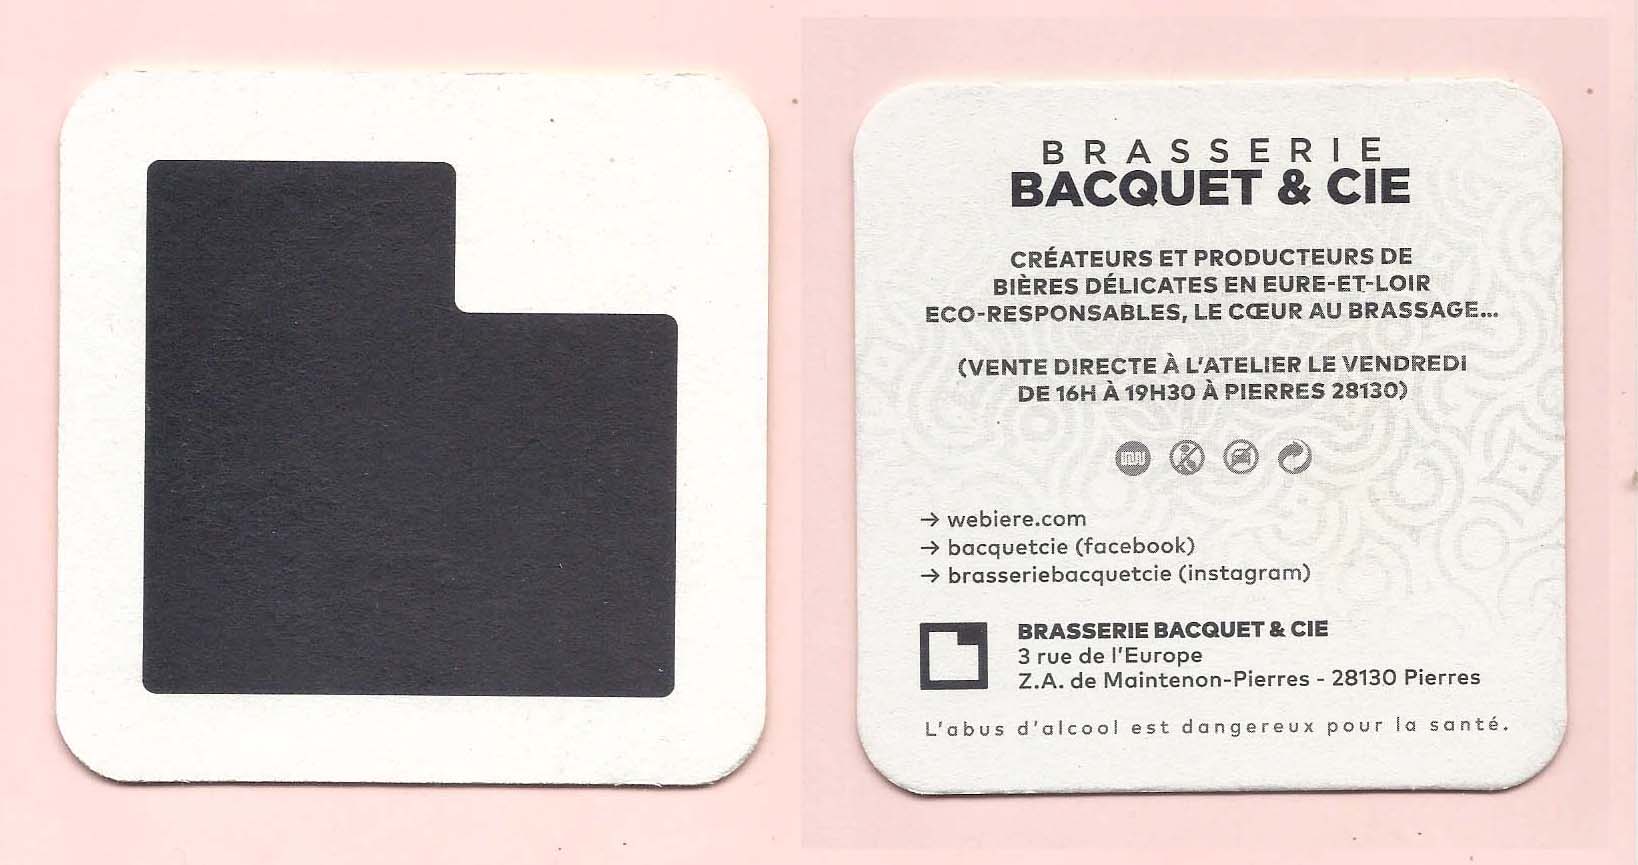 BRASSERIE
BACQUET & CIE
CRÉATEURS ET PRODUCTEURS DE
BIÈRES DÉLICATES EN EURE-ET-LOIR
ECO-RESPONSABLES, LE CŒUR AU BRASSAGE...
(VENTE DIRECTE À L'ATELIER LE VENDREDI
DE 16H À 19H30 À PIERRES 28130)
→ webiere.com
→ bacquetcie (facebook)
→ brasseriebacquetcie (instagram)
BRASSERIE BACQUET & CIE
3 rue de l'Europe
Z.A. de Maintenon-Pierres - 28130 Pierres
L'abus d'alcool est dangereux pour la santé.